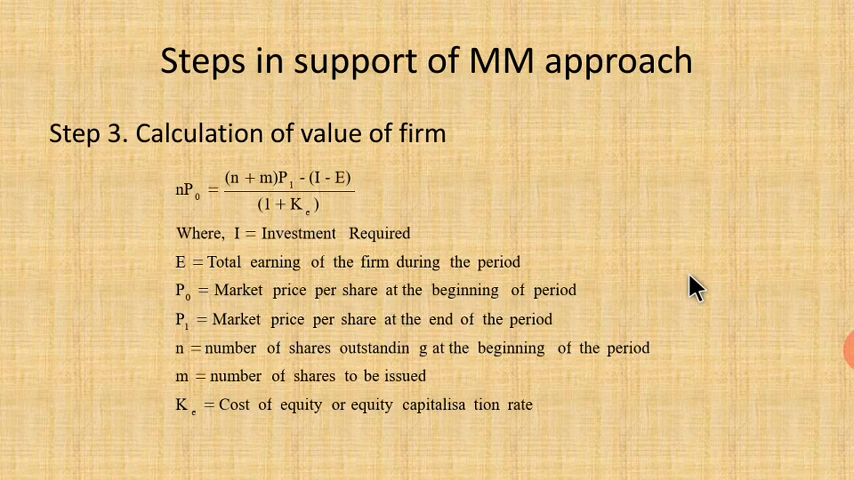 Steps in support of MM approach
Step 3. Calculation of value of firm
nP₀ = (n + m)P₁ - (I - E) / (1 + Kₑ)
Where, I = Investment Required
E = Total earning of the firm during the period
P₀ = Market price per share at the beginning of period
P₁ = Market price per share at the end of the period
n = number of shares outstandin g at the beginning of the period
m = number of shares to be issued
Kₑ = Cost of equity or equity capitalisa tion rate